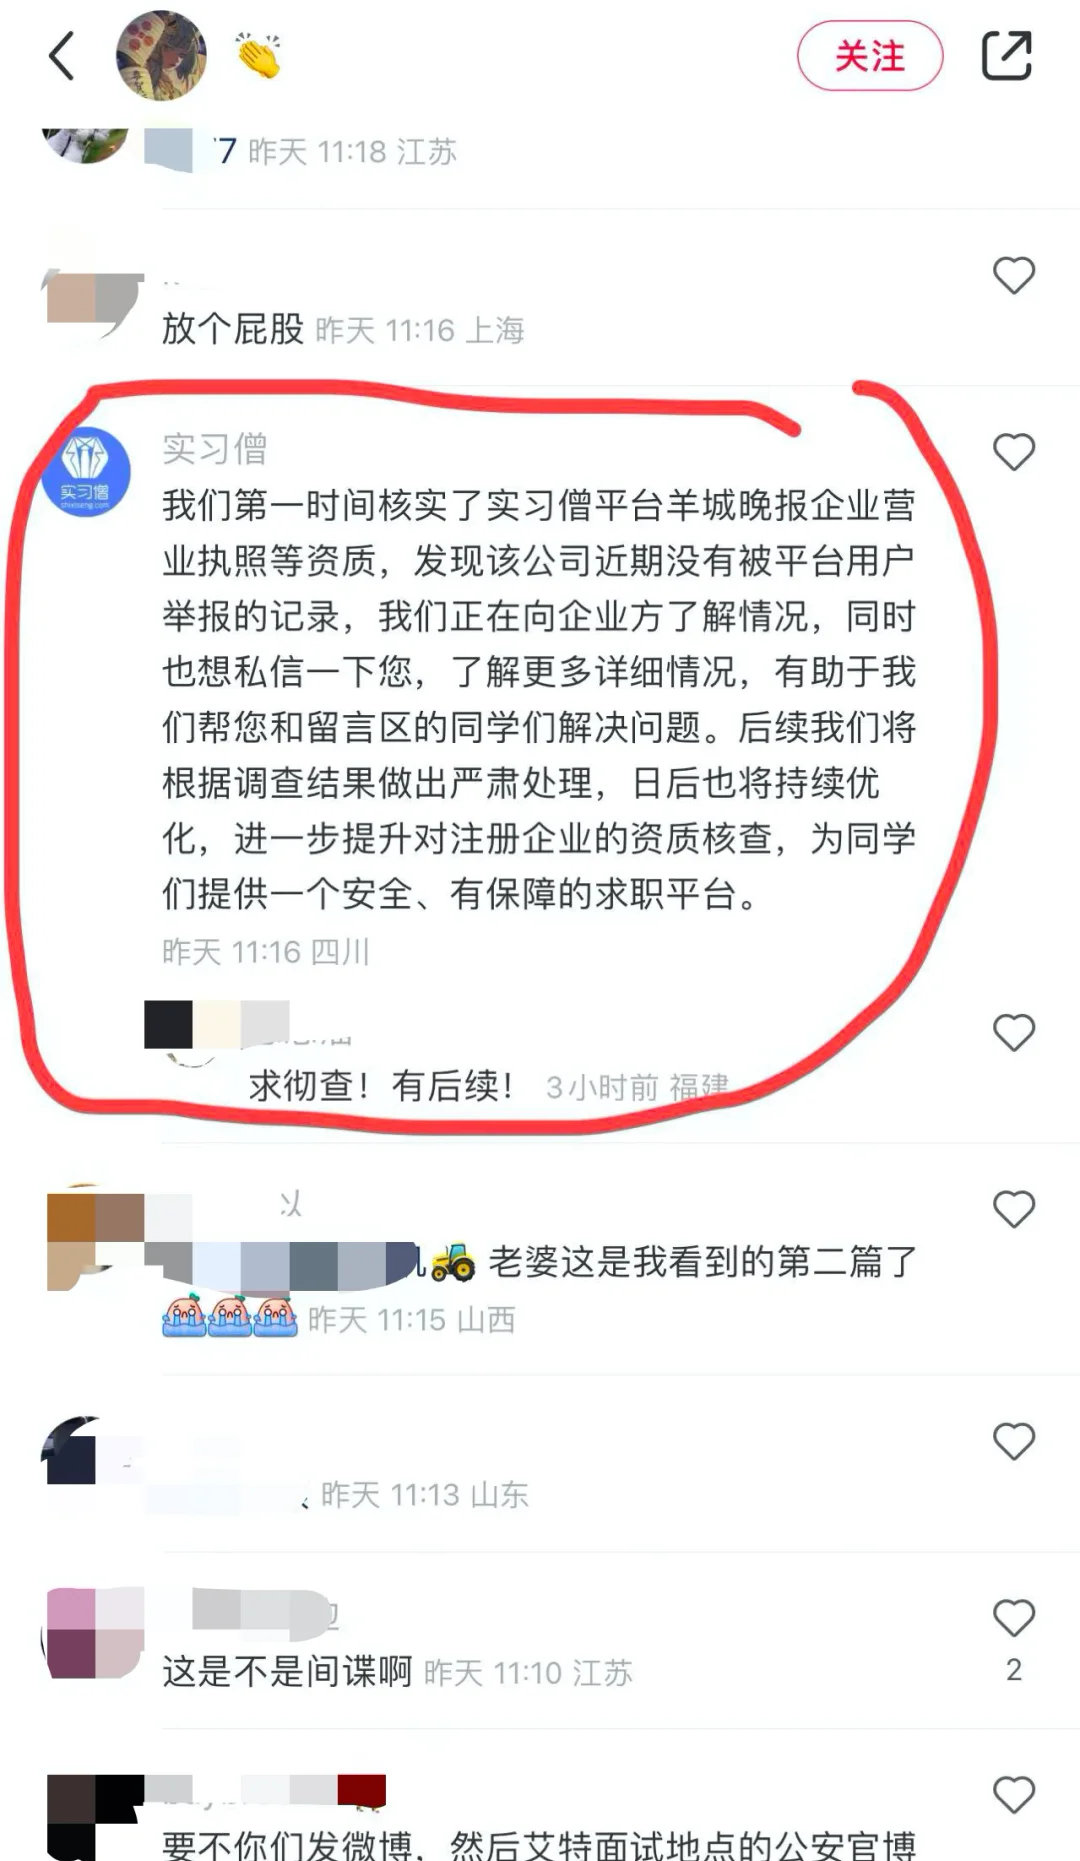 关注
7 昨天 11:18 江苏
放个屁股 昨天 11:16 上海
实习僧
实习僧
shixiseng.com
我们第一时间核实了实习僧平台羊城晚报企业营
业执照等资质，发现该公司近期没有被平台用户
举报的记录，我们正在向企业方了解情况，同时
也想私信一下您，了解更多详细情况，有助于我
们帮您和留言区的同学们解决问题。后续我们将
根据调查结果做出严肃处理，日后也将持续优
化，进一步提升对注册企业的资质核查，为同学
们提供一个安全、有保障的求职平台。
昨天 11:16 四川
求彻查！有后续！ 3小时前 福建
以
老婆这是我看到的第二篇了
昨天 11:15 山西
昨天 11:13 山东
这是不是间谍啊 昨天 11:10 江苏
2
要不你们发微博，然后艾特面试地点的公安官博